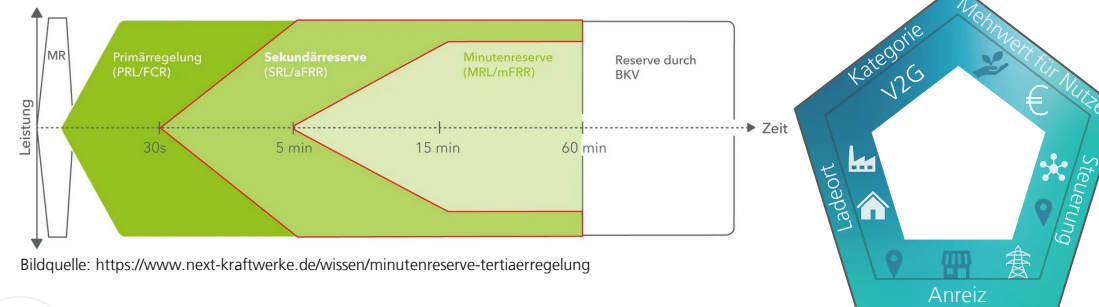 MR
Primärregelung
(PRL/FCR)
Sekundärreserve
(SRL/aFRR)
Minutenreserve
(MRL/mFRR)
Reserve durch
BKV
Leistung
30s
5 min
15 min
60 min
Zeit
Bildquelle: https://www.next-kraftwerke.de/wissen/minutenreserve-tertiaerregelung
Kategorie
V2G
Mehrwert für Nutze
€
Steuerung
Ladeort
Anreiz